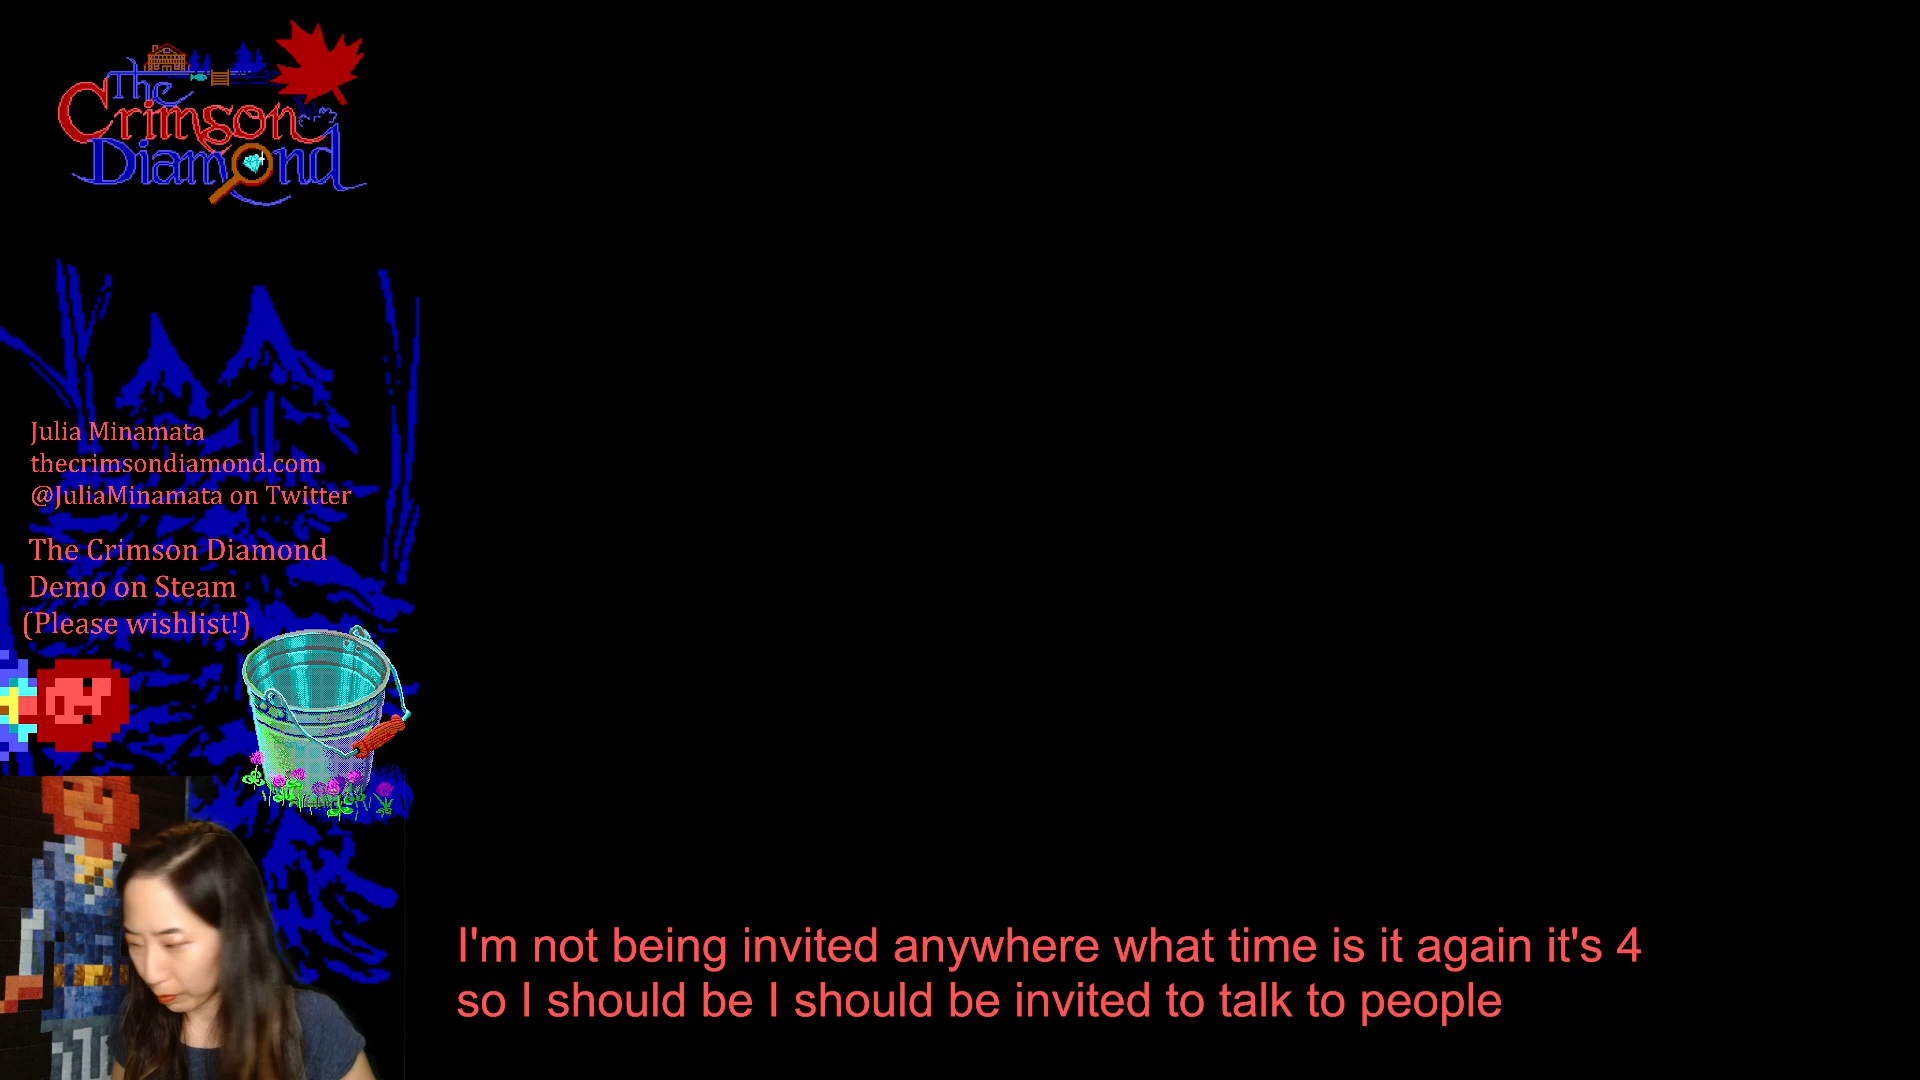 The
Crimson
Diamond
Julia Minamata
thecrimsondiamond.com
@JuliaMinamata on Twitter
The Crimson Diamond
Demo on Steam
(Please wishlist!)
I'm not being invited anywhere what time is it again it's 4
so I should be I should be invited to talk to people